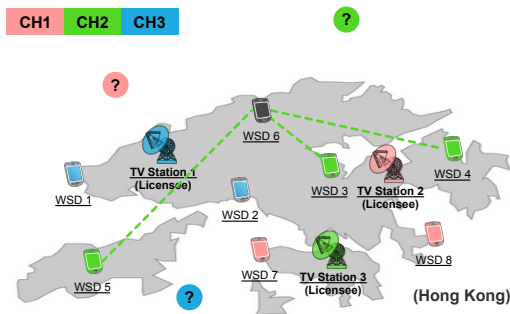 CH1 CH2 CH3
?
?
WSD 6
TV Station 1
(Licensee)
WSD 3
TV Station 2
(Licensee)
WSD 4
WSD 1
WSD 2
WSD 5
WSD 7
TV Station 3
(Licensee)
WSD 8
?
(Hong Kong)